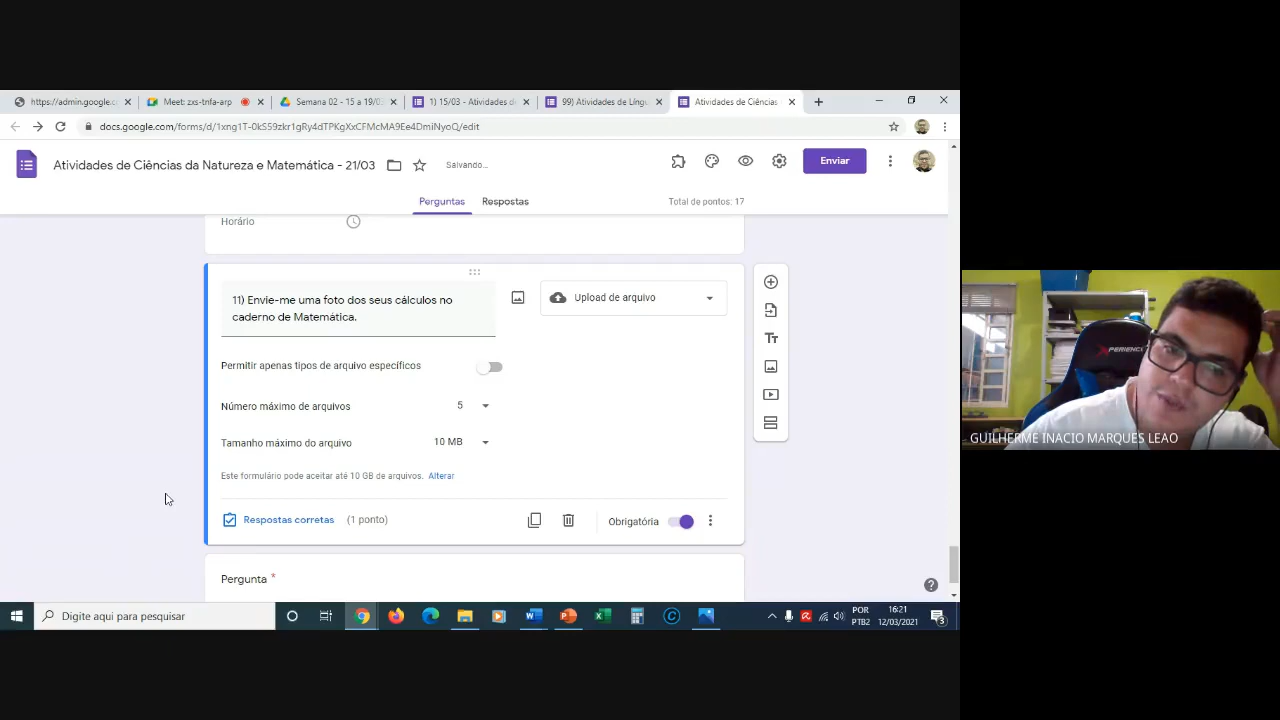 https://admin.google.c
Meet: zxs-tnfa-arp
Semana 02 - 15 a 19/03
1) 15/03 - Atividades de
99) Atividades de Língu
Atividades de Ciências
docs.google.com/forms/d/1xng1T-0kS59zkr1gRy4dTPKgXxCFMcMA9Ee4DmiNyoQ/edit
Atividades de Ciências da Natureza e Matemática - 21/03
Salvando...
Enviar
Perguntas
Respostas
Total de pontos: 17
Horário
11) Envie-me uma foto dos seus cálculos no
caderno de Matemática.
Upload de arquivo
Permitir apenas tipos de arquivo específicos
Número máximo de arquivos
5
Tamanho máximo do arquivo
10 MB
Este formulário pode aceitar até 10 GB de arquivos. Alterar
Respostas corretas (1 ponto)
Obrigatória
Pergunta *
Digite aqui para pesquisar
POR
PTB2
16:21
12/03/2021
3
XPERIENCE
GUILHERME INACIO MARQUES LEAO